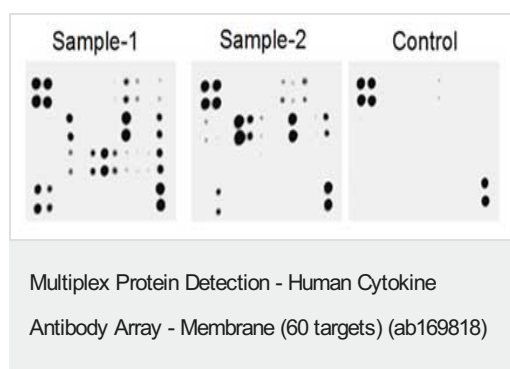 Sample-1 Sample-2 Control
Multiplex Protein Detection - Human Cytokine
Antibody Array - Membrane (60 targets) (ab169818)